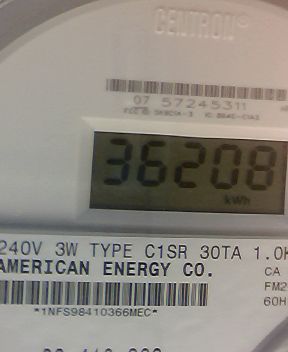 CENTRON®
07 57245311
36208
kWh
240V 3W TYPE C1SR 30TA 1.0K
AMERICAN ENERGY CO.
CA
FM2
60H
*1NFS98410366MEC*